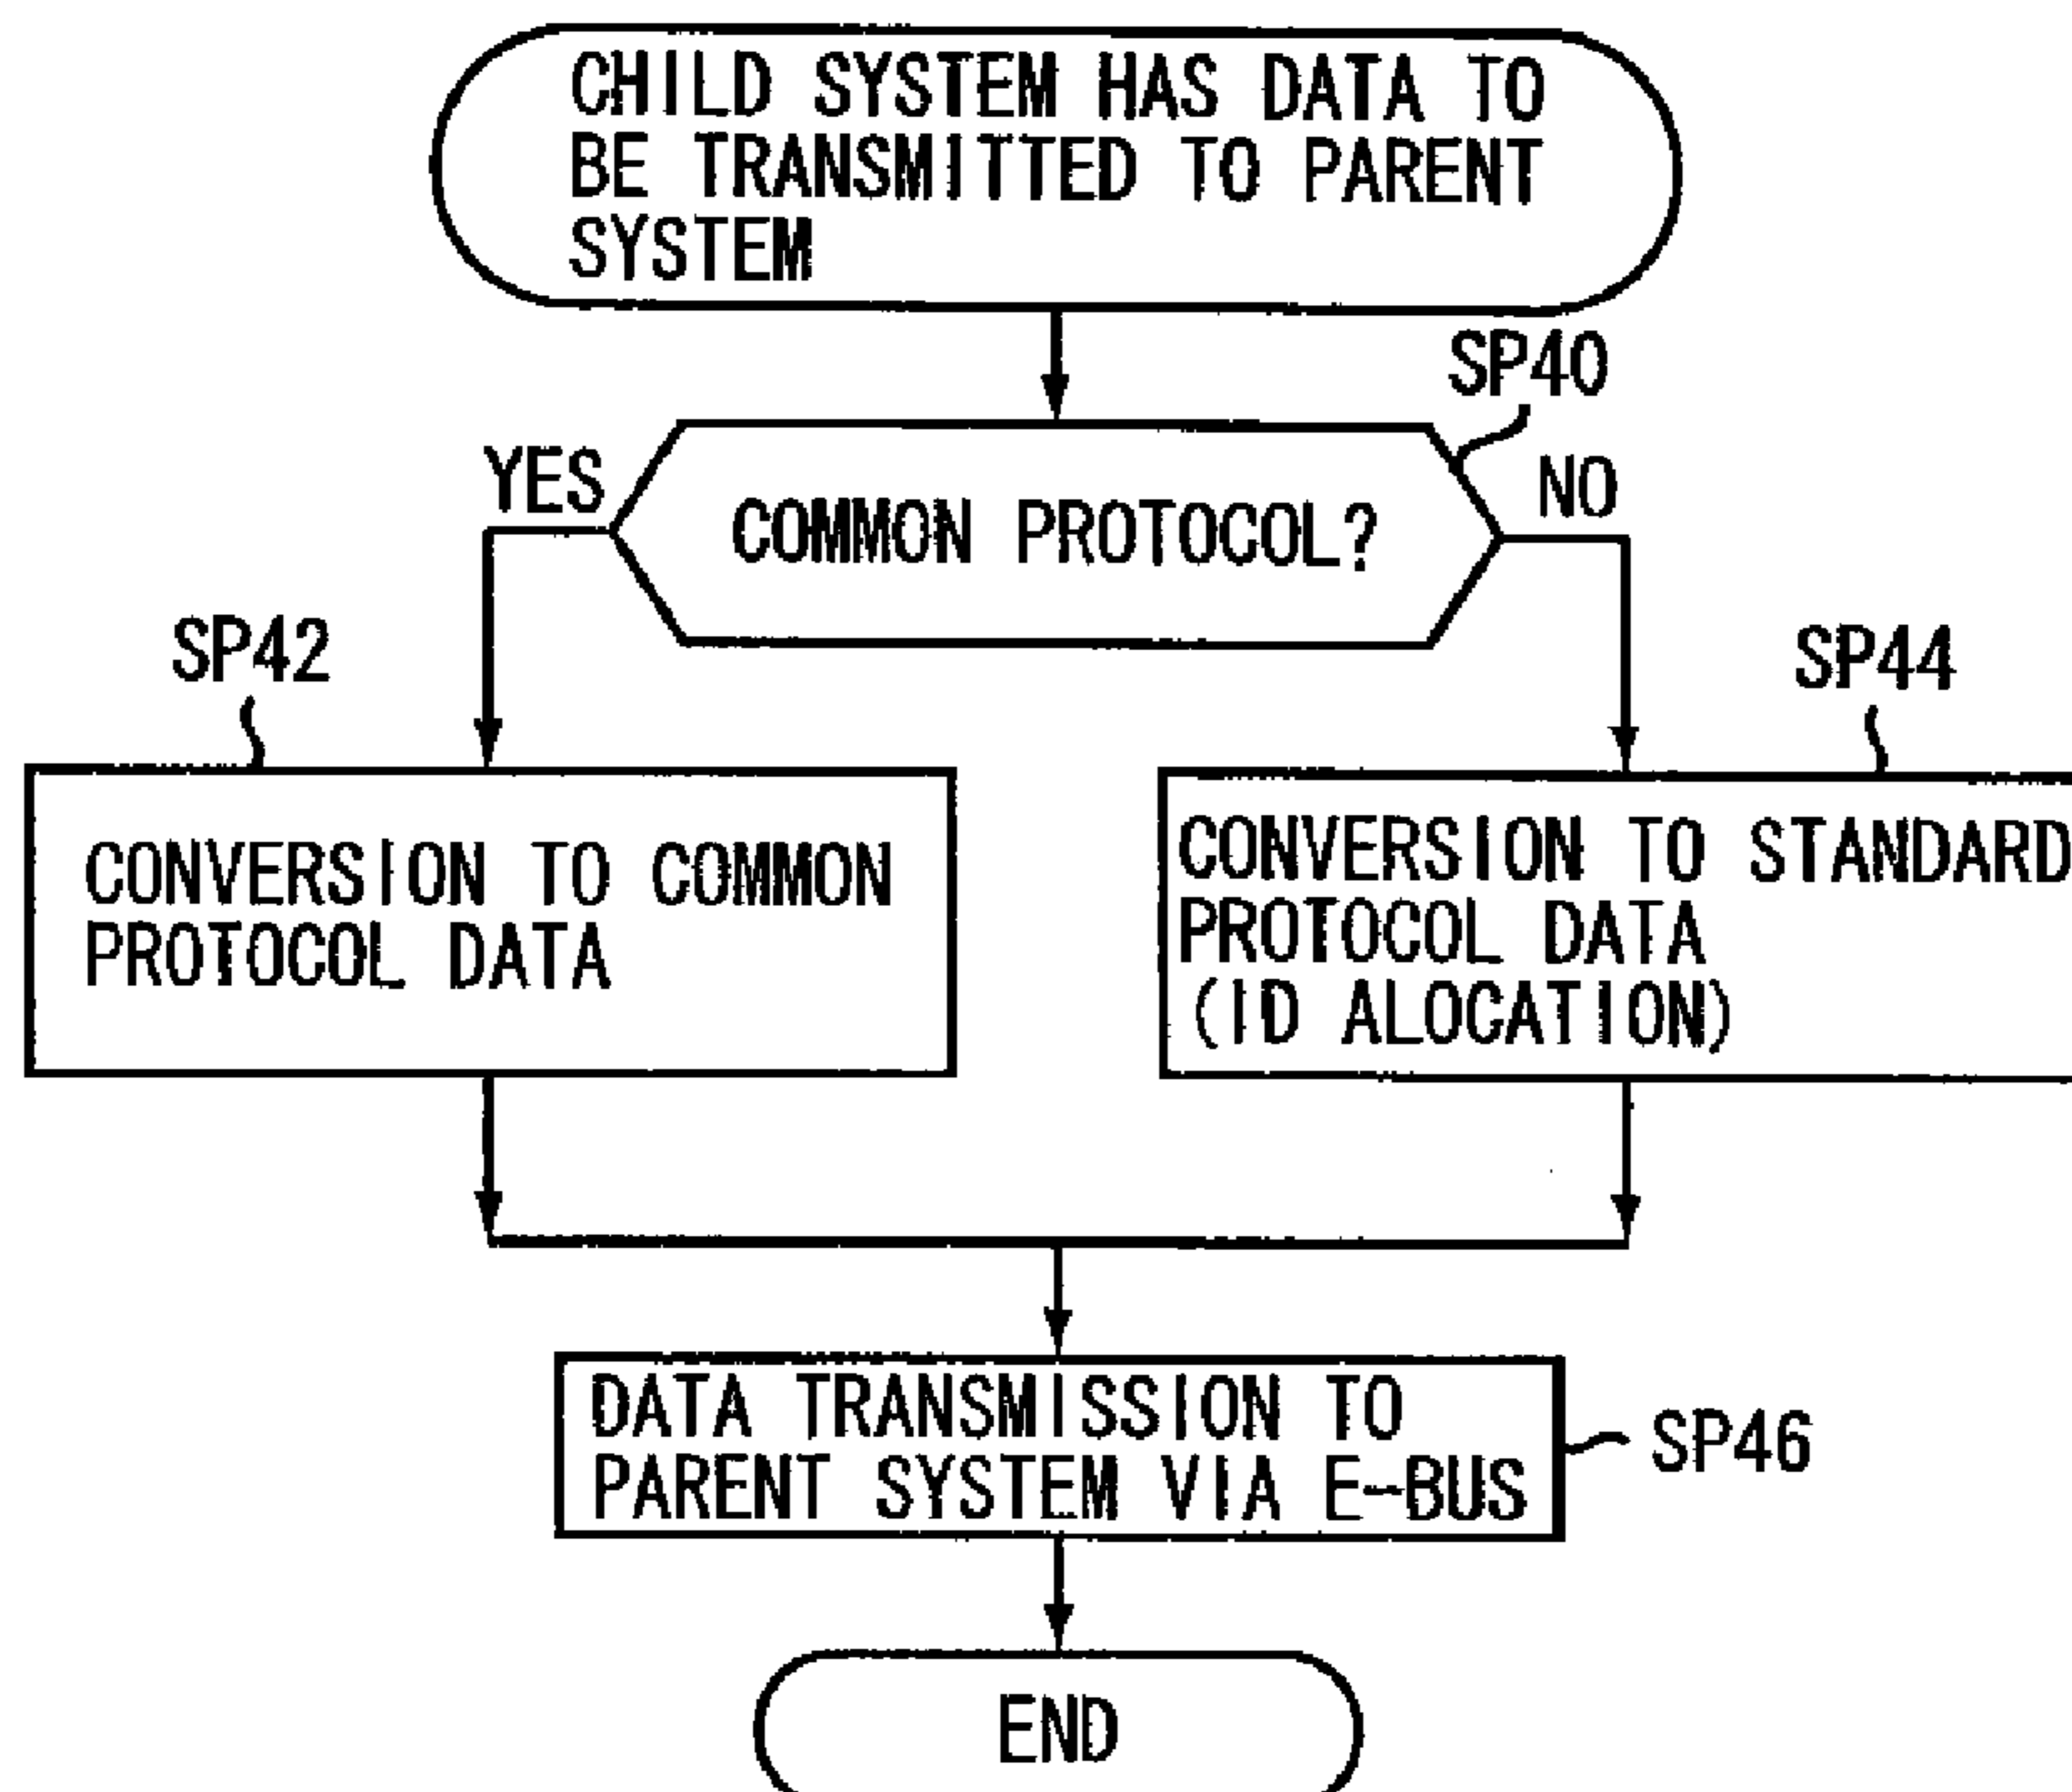 CHILD SYSTEM HAS DATA TO
BE TRANSMITTED TO PARENT
SYSTEM
SP40
YES
NO
COMMON PROTOCOL?
SP42
SP44
CONVERSION TO COMMON
PROTOCOL DATA
CONVERSION TO STANDARD
PROTOCOL DATA
(ID ALOCATION)
DATA TRANSMISSION TO
PARENT SYSTEM VIA E-BUS
SP46
END